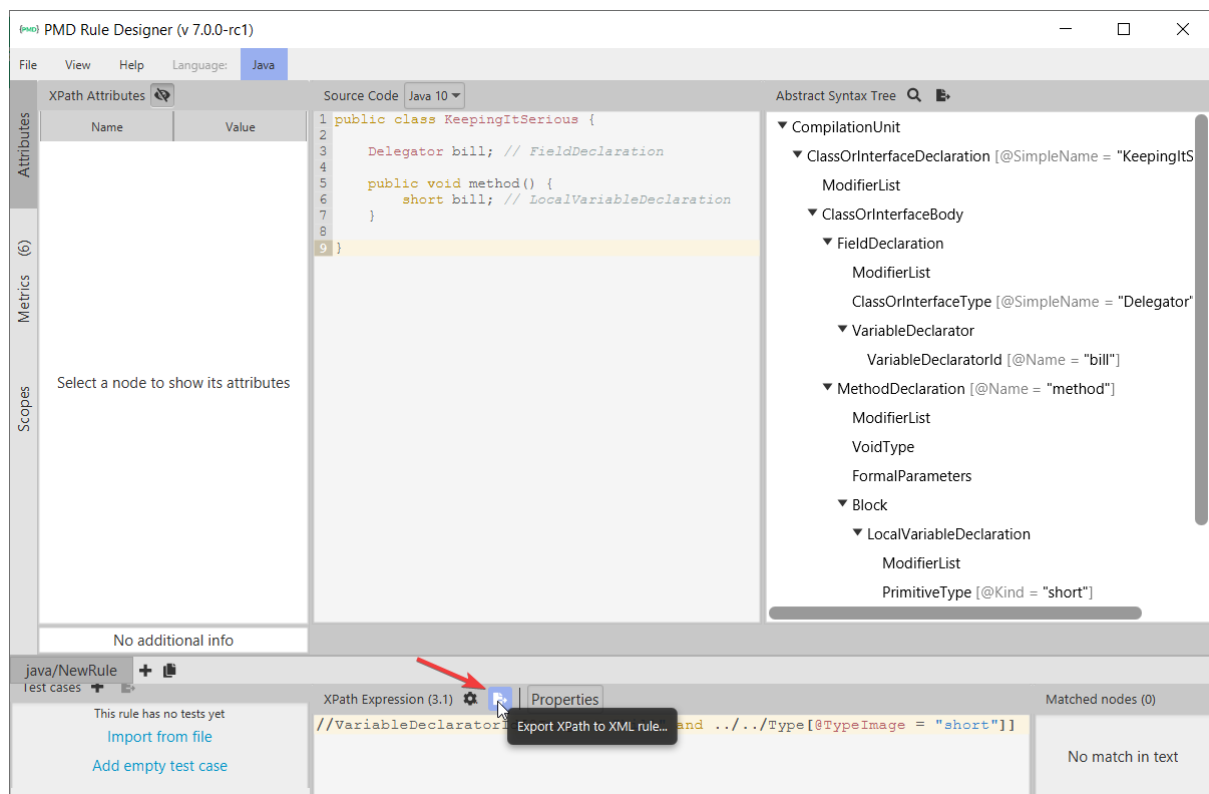 {PMD} PMD Rule Designer (v 7.0.0-rc1)
File View Help Language: Java
XPath Attributes
Name Value
Select a node to show its attributes
No additional info
Attributes
Metrics (6)
Scopes
Source Code Java 10
1 public class KeepingItSerious {
2
3 Delegator bill; // FieldDeclaration
4
5 public void method() {
6 short bill; // LocalVariableDeclaration
7 }
8
9 }
Abstract Syntax Tree
CompilationUnit
ClassOrInterfaceDeclaration [@SimpleName = "KeepingItS
ModifierList
ClassOrInterfaceBody
FieldDeclaration
ModifierList
ClassOrInterfaceType [@SimpleName = "Delegator"
VariableDeclarator
VariableDeclaratorId [@Name = "bill"]
MethodDeclaration [@Name = "method"]
ModifierList
VoidType
FormalParameters
Block
LocalVariableDeclaration
ModifierList
PrimitiveType [@Kind = "short"]
java/NewRule
Test cases
This rule has no tests yet
Import from file
Add empty test case
XPath Expression (3.1) Properties
//VariableDeclaratorI and ../../Type[@TypeImage = "short"]]
Export XPath to XML rule...
Matched nodes (0)
No match in text